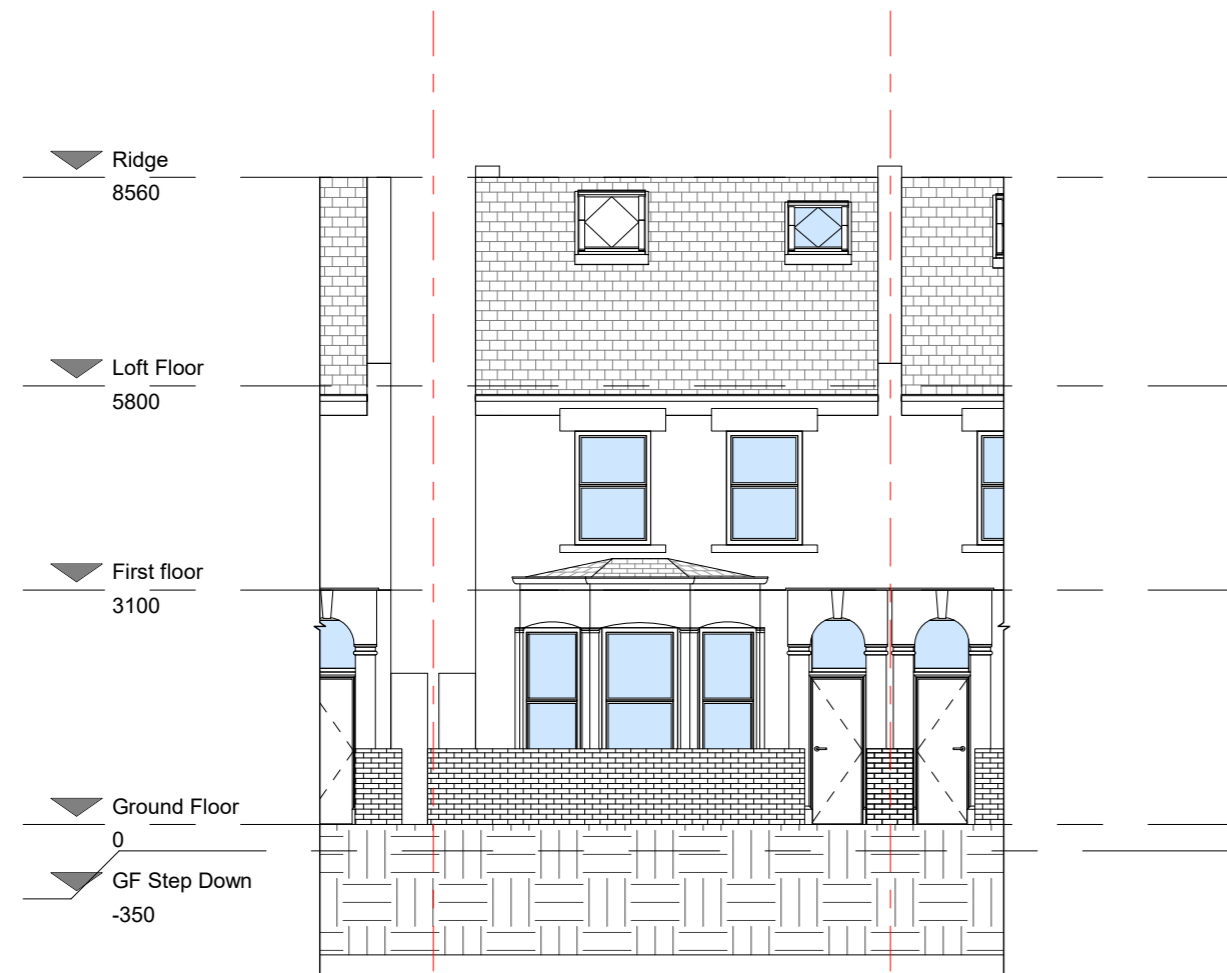 Ridge
8560
Loft Floor
5800
First floor
3100
Ground Floor
0
GF Step Down
-350